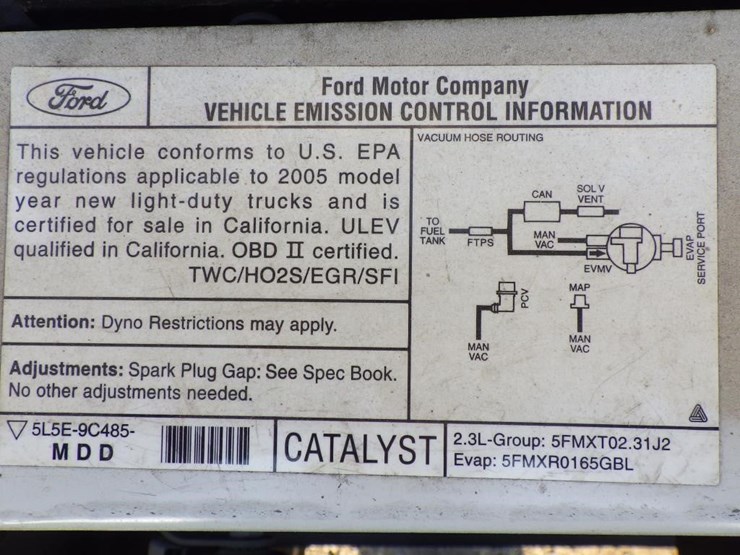 Ford
Ford Motor Company
VEHICLE EMISSION CONTROL INFORMATION
This vehicle conforms to U.S. EPA
regulations applicable to 2005 model
year new light-duty trucks and is
certified for sale in California. ULEV
qualified in California. OBD II certified.
TWC/HO2S/EGR/SFI
Attention: Dyno Restrictions may apply.
Adjustments: Spark Plug Gap: See Spec Book.
No other adjustments needed.
VACUUM HOSE ROUTING
TO
FUEL
TANK
FTPS
CAN
SOL V
VENT
MAN
VAC
EVMV
EVAP
SERVICE PORT
PCV
MAN
VAC
MAP
MAN
VAC
5L5E-9C485-
MDD
CATALYST
2.3L-Group: 5FMXT02.31J2
Evap: 5FMXR0165GBL